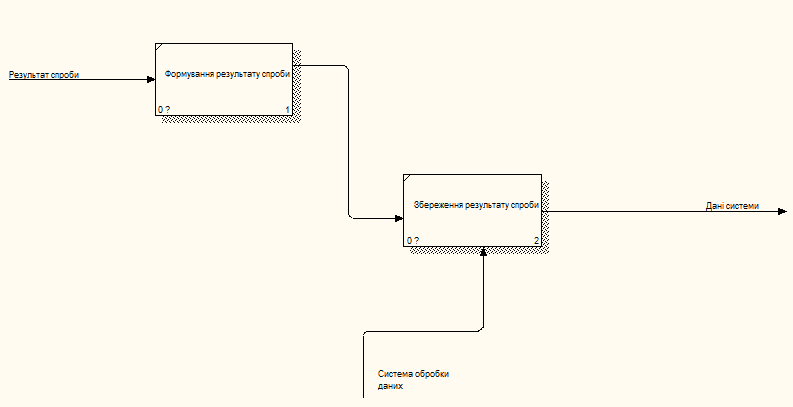 Результат спроби
Формування результату спроби
0 ?
1
Збереження результату спроби
0 ?
2
Дані системи
Система обробки
даних